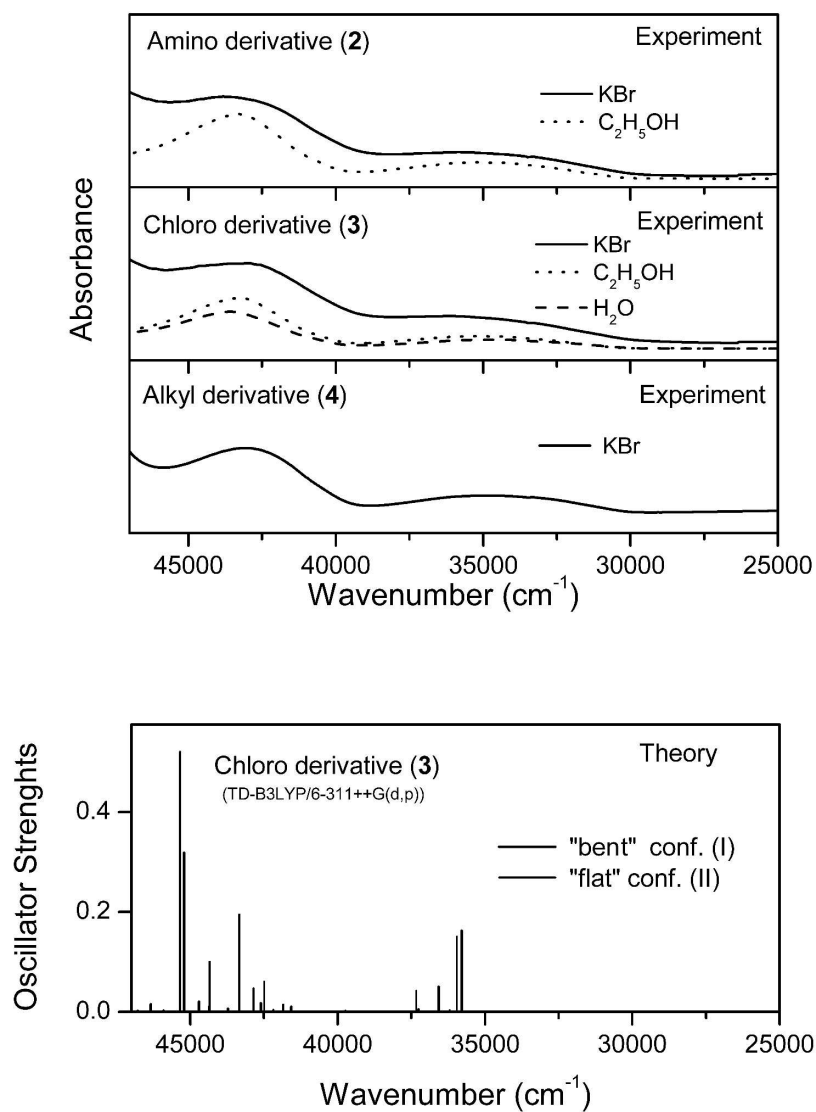 Amino derivative (2)
Experiment
KBr
C2H5OH
Chloro derivative (3)
Experiment
KBr
C2H5OH
H2O
Alkyl derivative (4)
Experiment
KBr
Absorbance
45000 40000 35000 30000 25000
Wavenumber (cm-1)
Chloro derivative (3)
(TD-B3LYP/6-311++G(d,p))
Theory
"bent" conf. (I)
"flat" conf. (II)
Oscillator Strenghts
0.4
0.2
0.0
45000 40000 35000 30000 25000
Wavenumber (cm-1)